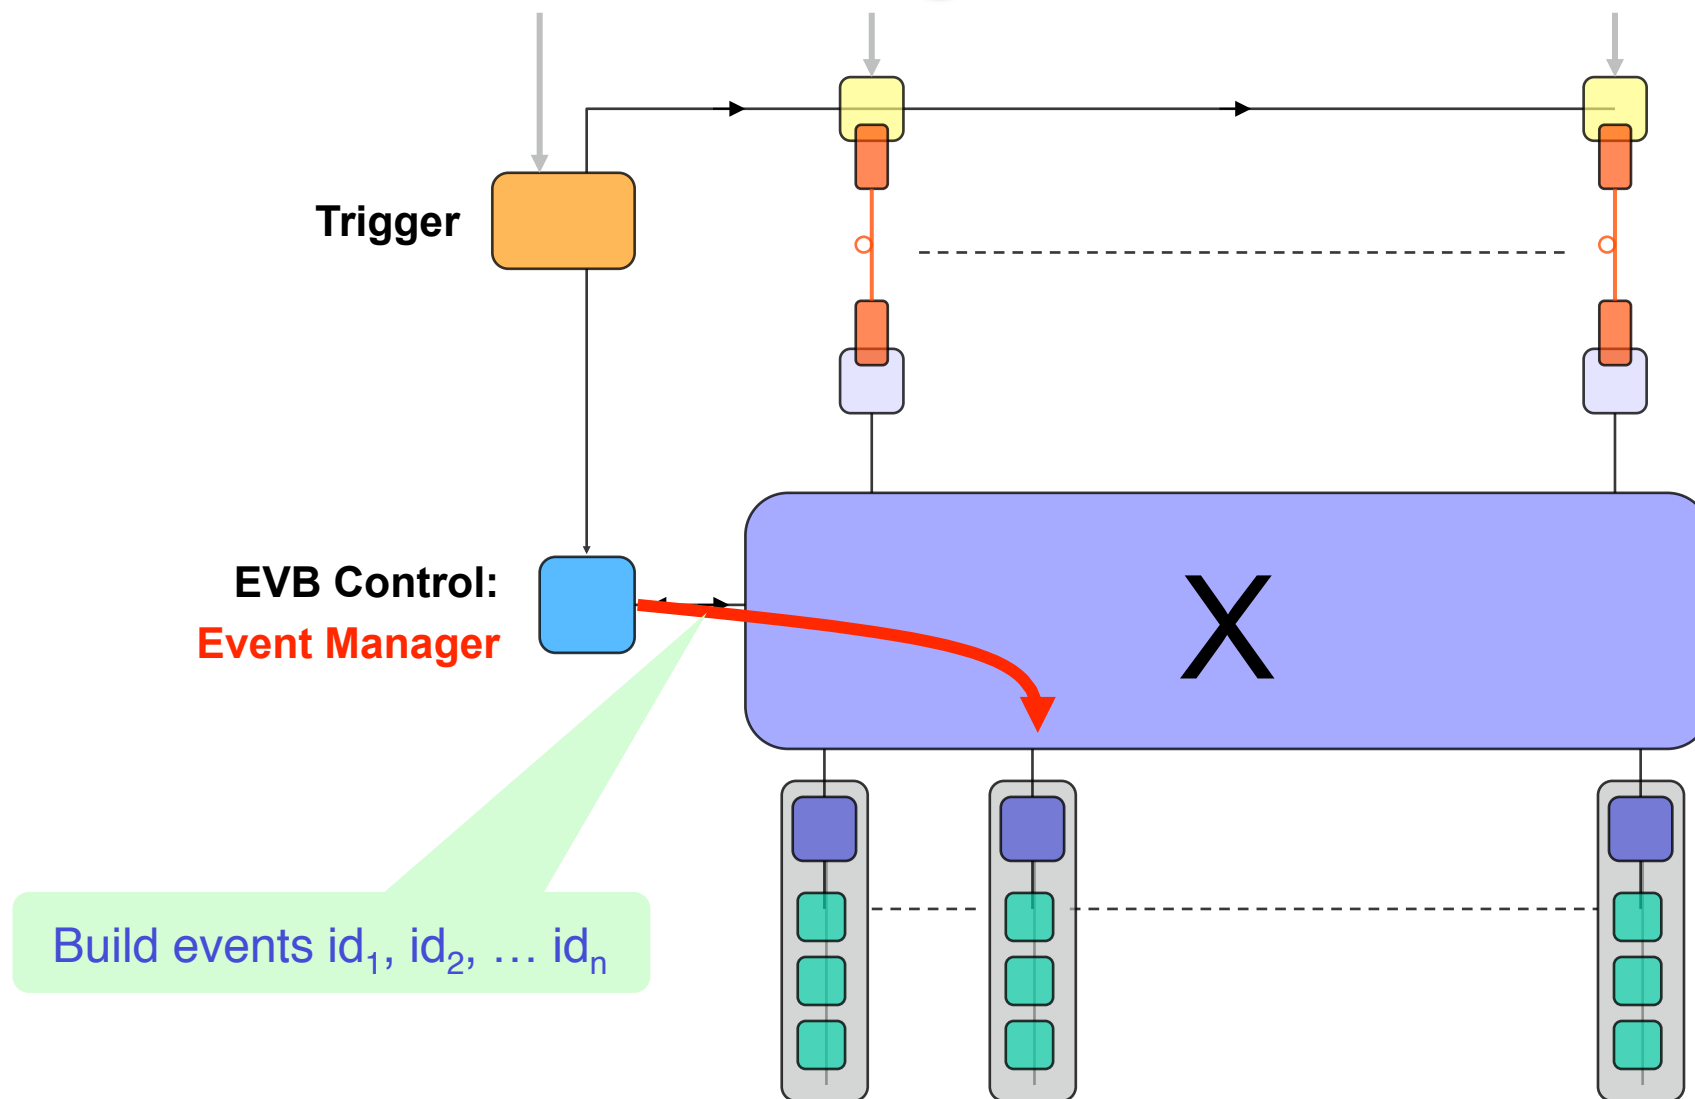 Trigger
EVB Control:
Event Manager
X
Build events id₁, id₂, … idₙ